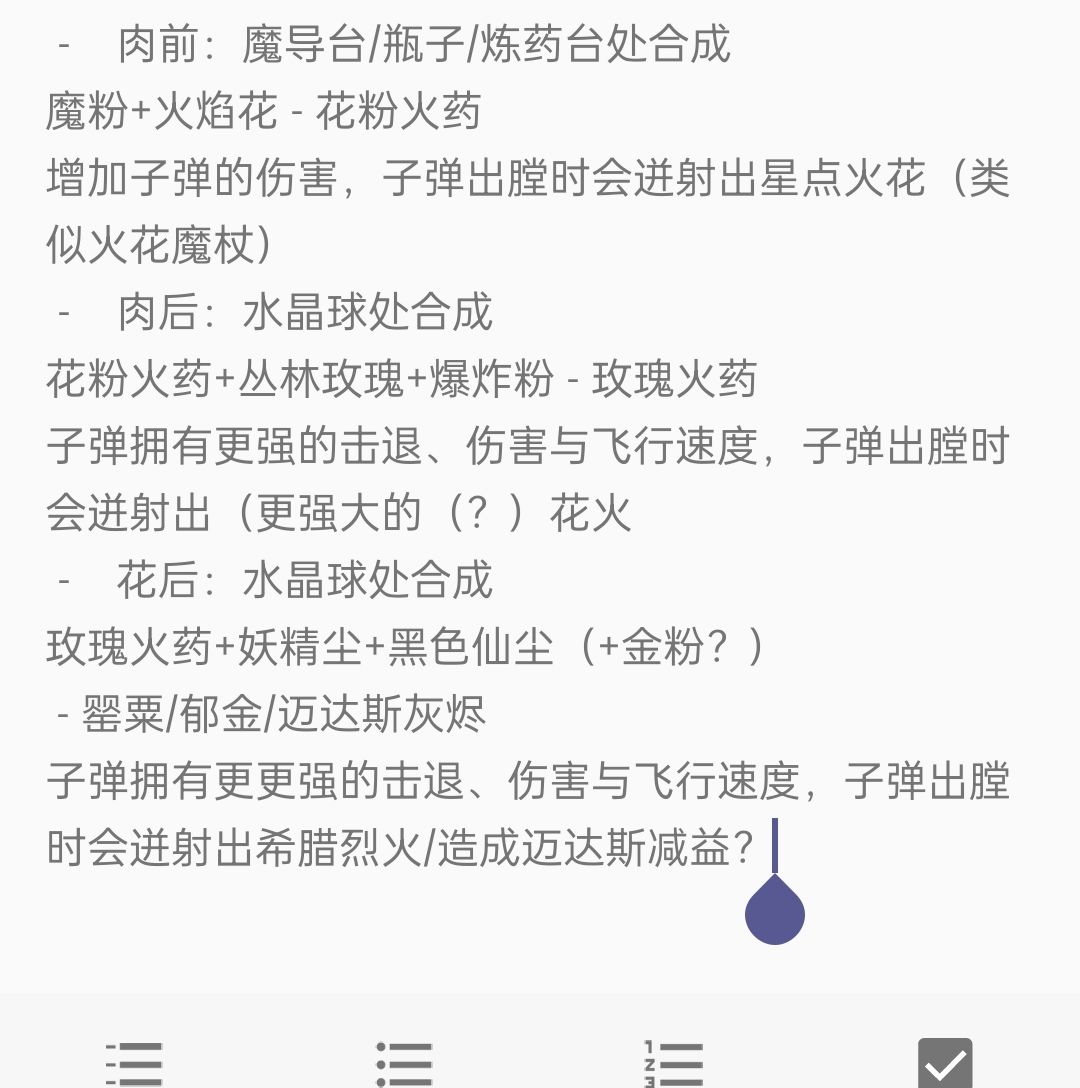 - 肉前：魔导台/瓶子/炼药台处合成
魔粉+火焰花 - 花粉火药
增加子弹的伤害，子弹出膛时会迸射出星点火花（类
似火花魔杖）
- 肉后：水晶球处合成
花粉火药+丛林玫瑰+爆炸粉 - 玫瑰火药
子弹拥有更强的击退、伤害与飞行速度，子弹出膛时
会迸射出（更强大的（？）花火
- 花后：水晶球处合成
玫瑰火药+妖精尘+黑色仙尘（+金粉？）
- 罂粟/郁金/迈达斯灰烬
子弹拥有更更强的击退、伤害与飞行速度，子弹出膛
时会迸射出希腊烈火/造成迈达斯减益？
1
2
3